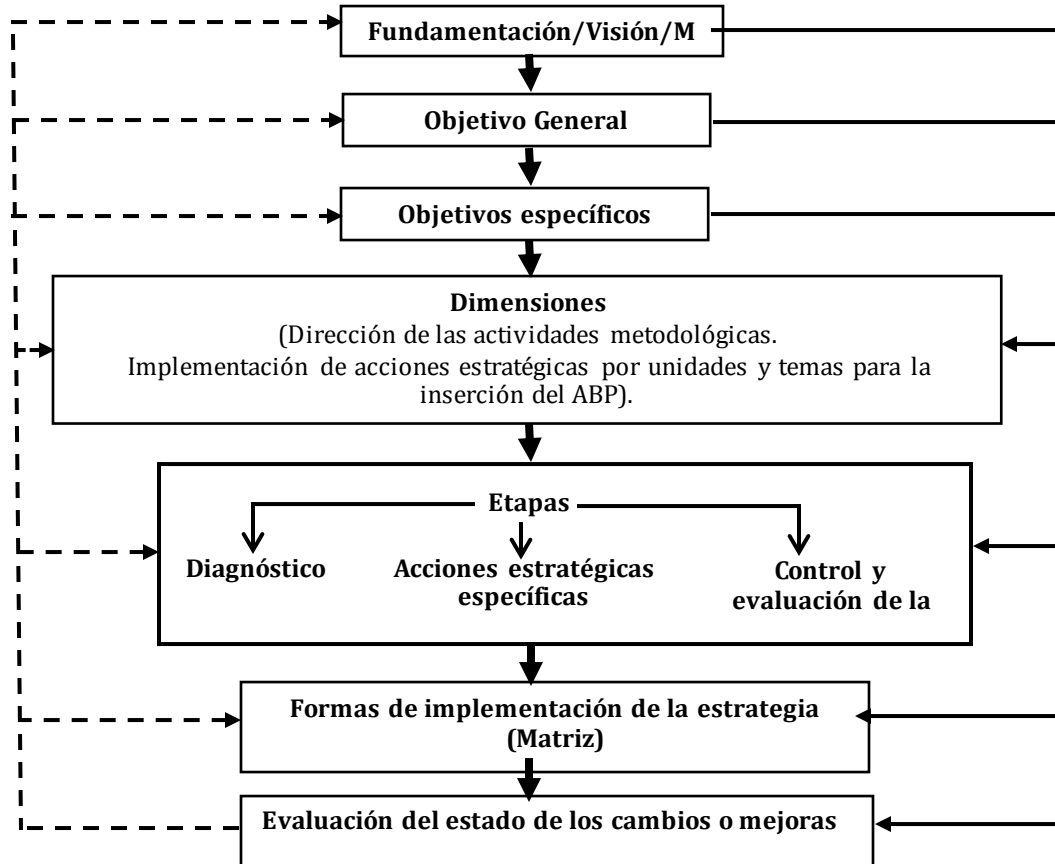 Fundamentación/Visión/M
Objetivo General
Objetivos específicos
Dimensiones
(Dirección de las actividades metodológicas.
Implementación de acciones estratégicas por unidades y temas para la
inserción del ABP).
Etapas
Diagnóstico
Acciones estratégicas
específicas
Control y
evaluación de la
Formas de implementación de la estrategia
(Matriz)
Evaluación del estado de los cambios o mejoras